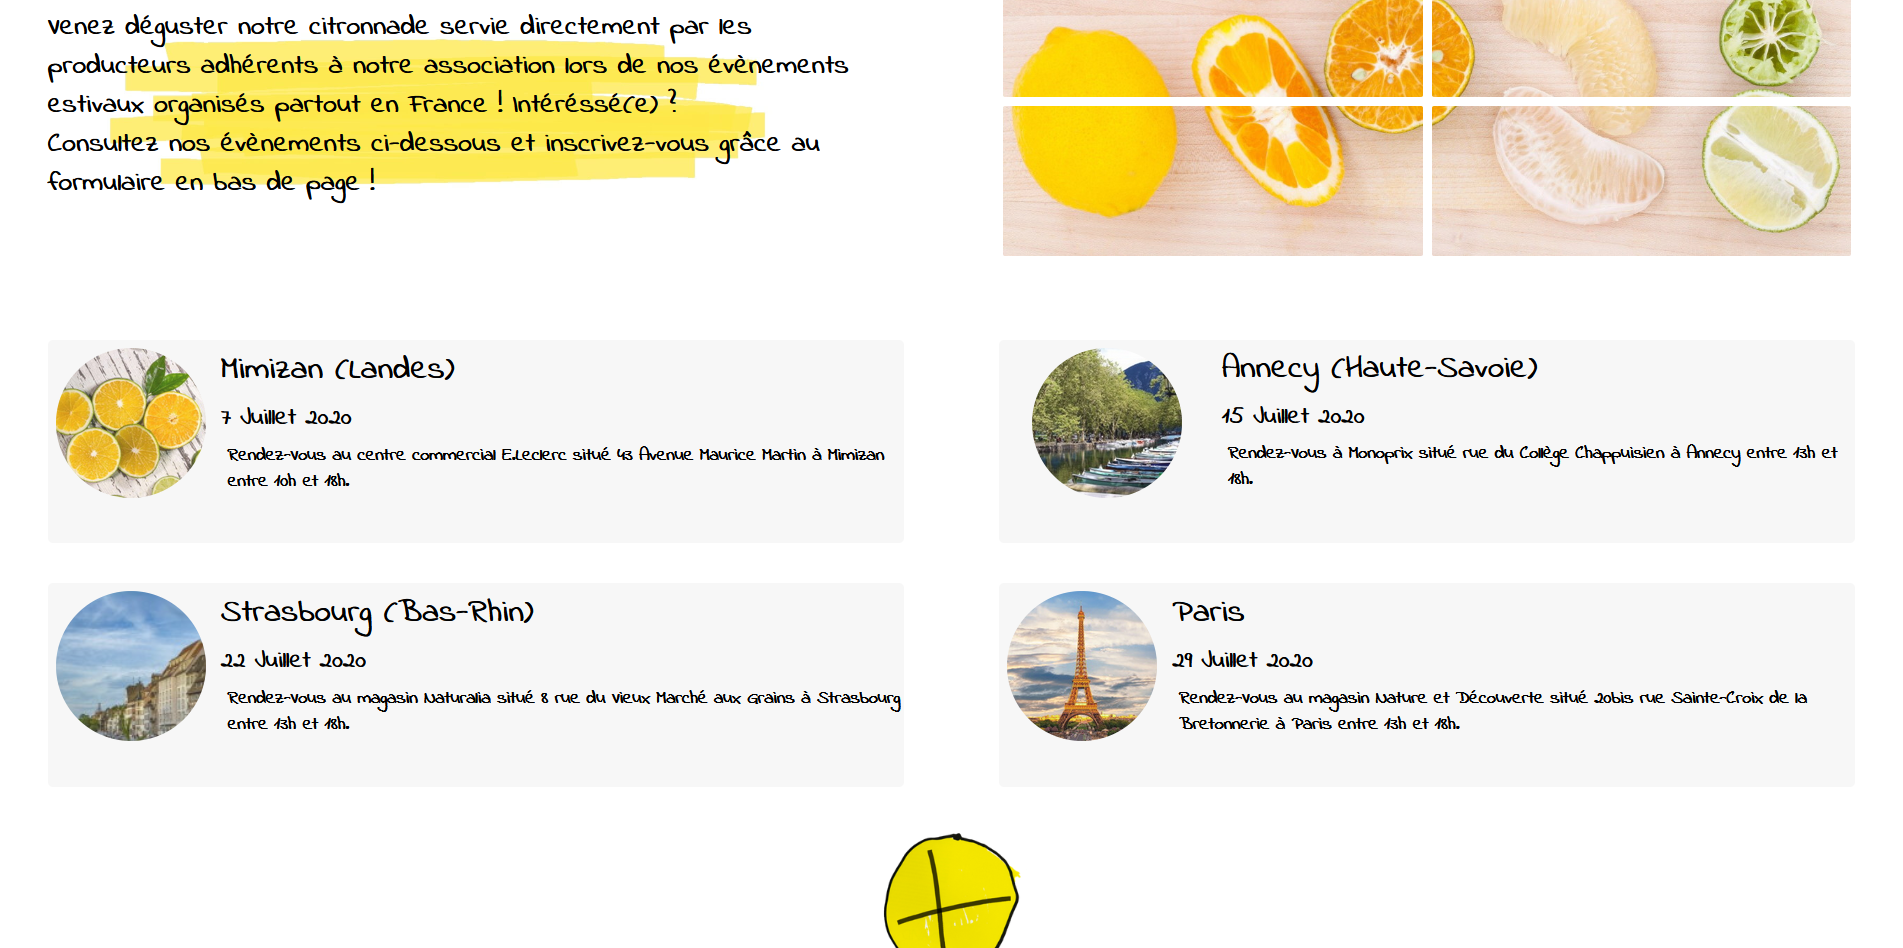 venez déguster notre citronnade servie directement par les
producteurs adhérents à notre association lors de nos évènements
estivaux organisés partout en France ! Intéréssé(e) ?
Consultez nos évènements ci-dessous et inscrivez-vous grâce au
formulaire en bas de page !
Mimizan (Landes)
7 Juillet 2020
Rendez-vous au centre commercial E.Leclerc situé 43 Avenue Maurice Martin à Mimizan
entre 10h et 18h.
Annecy (Haute-Savoie)
15 Juillet 2020
Rendez-vous à Monoprix situé rue du Collège Chappuisien à Annecy entre 13h et
18h.
Strasbourg (Bas-Rhin)
22 Juillet 2020
Rendez-vous au magasin Naturalia situé 8 rue du Vieux Marché aux Grains à Strasbourg
entre 13h et 18h.
Paris
29 Juillet 2020
Rendez-vous au magasin Nature et Découverte situé 20bis rue Sainte-Croix de la
Bretonnerie à Paris entre 13h et 18h.